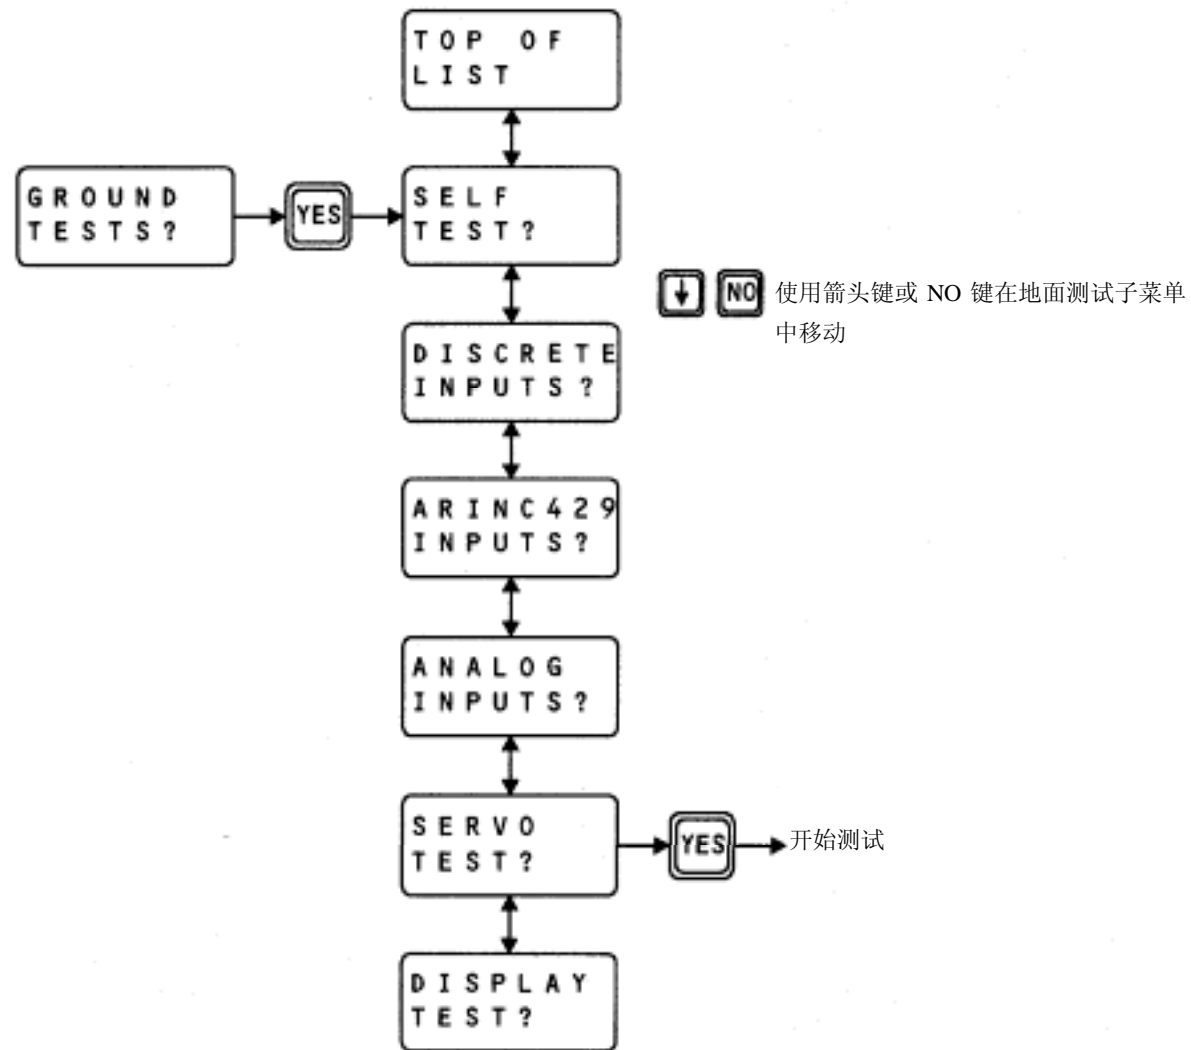 TOP OF
LIST
GROUND
TESTS?
YES
SELF
TEST?
↓ NO 使用箭头键或 NO 键在地面测试子菜单
中移动
DISCRETE
INPUTS?
ARINC429
INPUTS?
ANALOG
INPUTS?
SERVO
TEST?
YES
开始测试
DISPLAY
TEST?